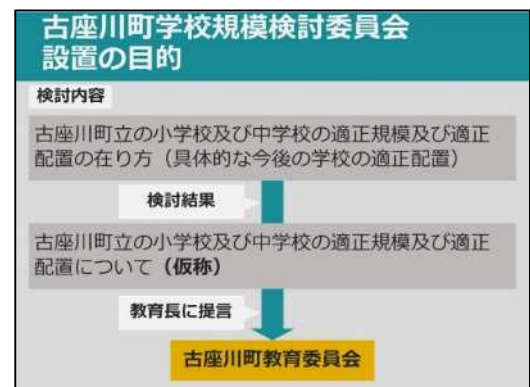 古座川町学校規模検討委員会
設置の目的
検討内容
古座川町立の小学校及び中学校の適正規模及び適正
配置の在り方（具体的な今後の学校の適正配置）
検討結果
古座川町立の小学校及び中学校の適正規模及び適正
配置について（仮称）
教育長に提言
古座川町教育委員会